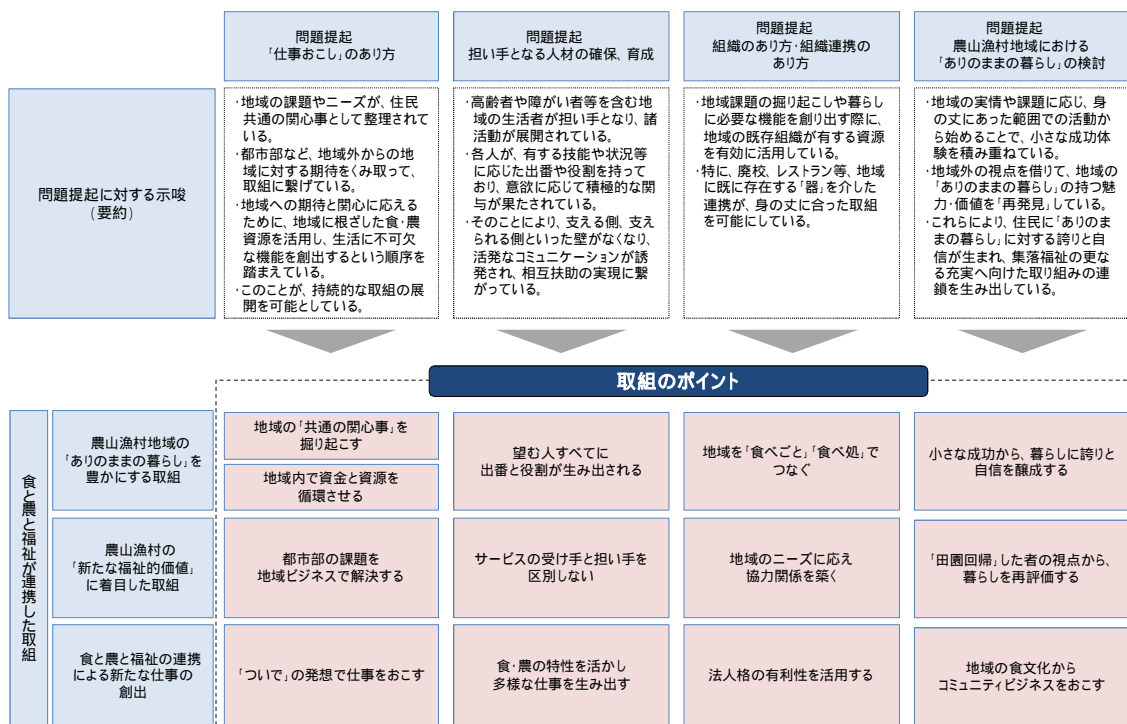 問題提起
「仕事おこし」のあり方
問題提起
担い手となる人材の確保、育成
問題提起
組織のあり方・組織連携の
あり方
問題提起
農山漁村地域における
「ありのままの暮らし」の検討
問題提起に対する示唆
(要約)
・地域の課題やニーズが、住民
共通の関心事として整理されて
いる。
・都市部など、地域外からの地
域に対する期待をくみ取って、
取組に繋げている。
・地域への期待と関心に応える
ために、地域に根ざした食・農
資源を活用し、生活に不可欠
な機能を創出するという順序を
踏まえている。
・このことが、持続的な取組の展
開を可能としている。
・高齢者や障がい者等を含む地
域の生活者が担い手となり、諸
活動が展開されている。
・各人が、有する技能や状況等
に応じた出番や役割を持って
おり、意欲に応じて積極的な関
与が果たされている。
・そのことにより、支える側、支え
られる側といった壁がなくなり、
活発なコミュニケーションが誘
発され、相互扶助の実現に繋
がっている。
・地域課題の掘り起こしや暮らし
に必要な機能を創り出す際に、
地域の既存組織が有する資源
を有効に活用している。
・特に、廃校、レストラン等、地域
に既に存在する「器」を介した
連携が、身の丈に合った取組
を可能にしている。
・地域の実情や課題に応じ、身
の丈にあった範囲での活動か
ら始めることで、小さな成功体
験を積み重ねている。
・地域外の視点を借りて、地域の
「ありのままの暮らし」の持つ魅
力・価値を「再発見」している。
・これらにより、住民に「ありのま
まの暮らし」に対する誇りと自
信が生まれ、集落福祉の更な
る充実へ向けた取り組みの連
鎖を生み出している。
取組のポイント
食と農と福祉が連携した取組
農山漁村地域の
「ありのままの暮らし」を
豊かにする取組
地域の「共通の関心事」を
掘り起こす
地域内で資金と資源を
循環させる
望む人すべてに
出番と役割が生み出される
地域を「食べごと」「食べ処」で
つなぐ
小さな成功から、暮らしに誇りと
自信を醸成する
農山漁村の
「新たな福祉的価値」
に着目した取組
都市部の課題を
地域ビジネスで解決する
サービスの受け手と担い手を
区別しない
地域のニーズに応え
協力関係を築く
「田園回帰」した者の視点から、
暮らしを再評価する
食と農と福祉の連携
による新たな仕事の
創出
「ついで」の発想で仕事をおこす
食・農の特性を活かし
多様な仕事を生み出す
法人格の有利性を活用する
地域の食文化から
コミュニティビジネスをおこす